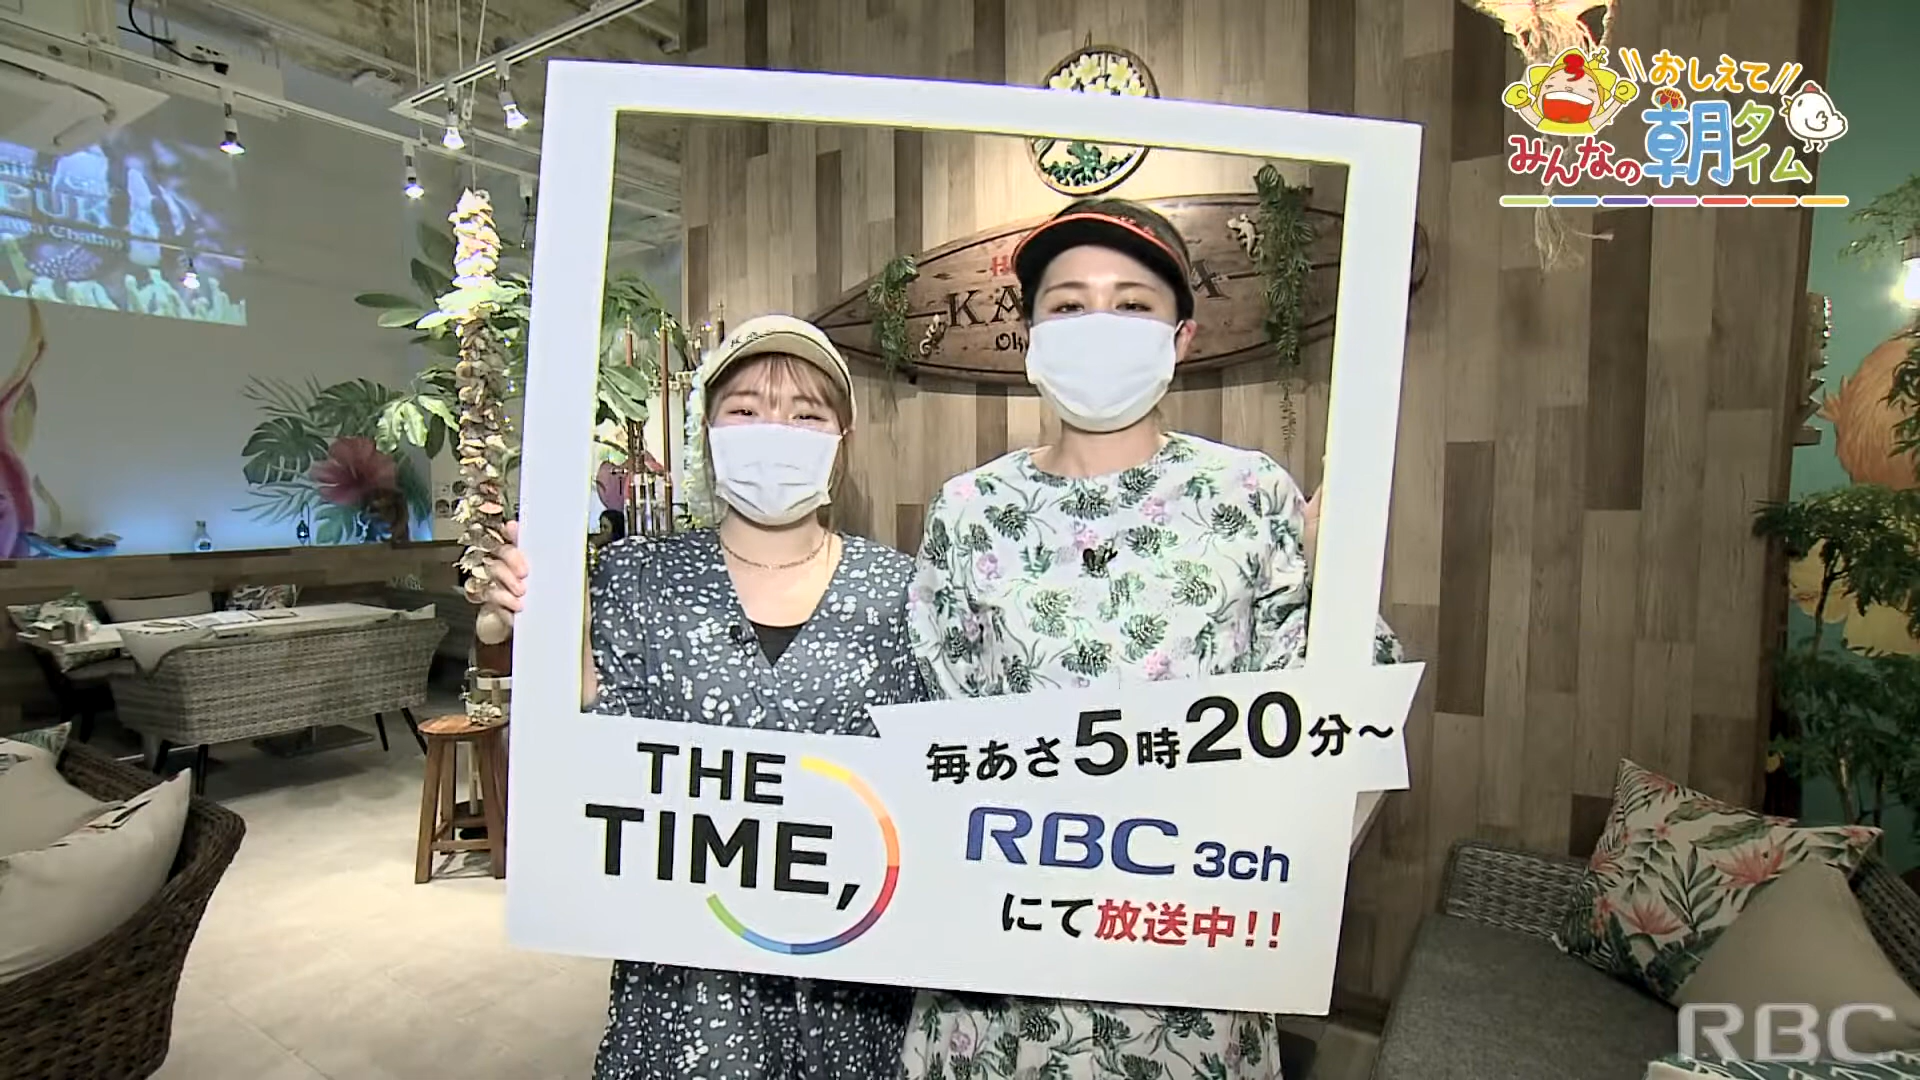 \\おしえて//
みんなの朝タイム
PUK
THE
TIME,
毎あさ5時20分~
RBC 3ch
にて放送中!!
RBC